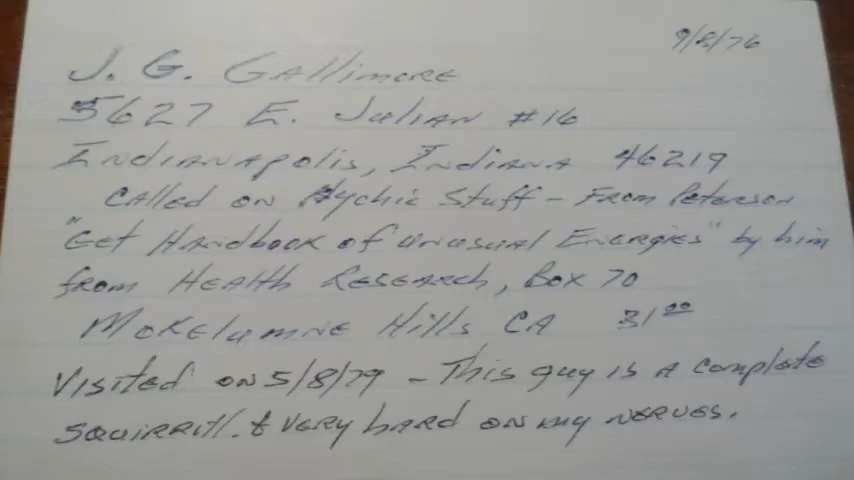 9/8/76
J. G. Gallimore
5627 E. Julian #16
Indianapolis, Indiana 46219
Called on Psychic Stuff - From Peterson
"Get Handbook of unusual Energies" by him
from Health Research, Box 70
Mokelumne Hills CA 31.00
Visited on 5/8/79 - This guy is a complete
squirrell. & very hard on my nerves.